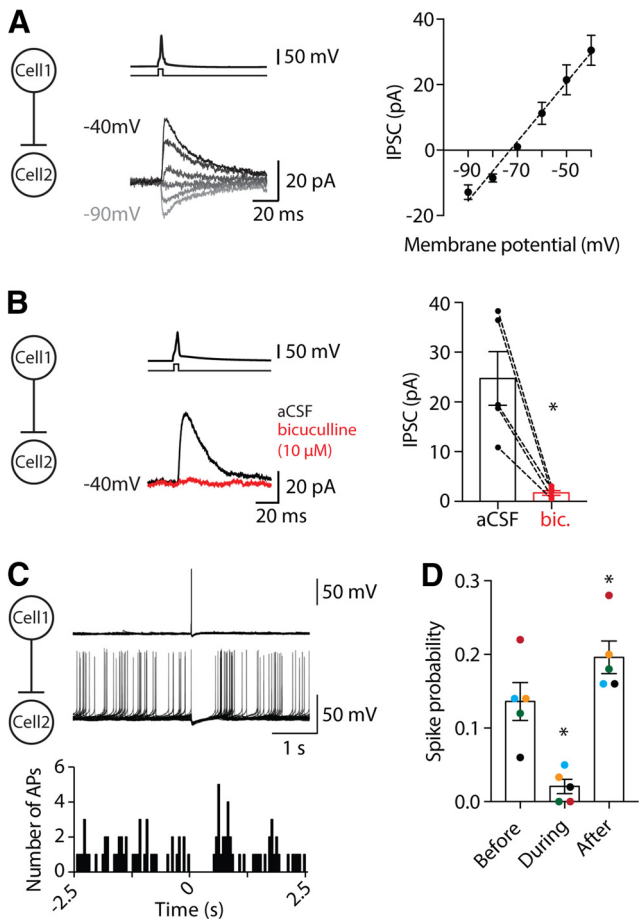 A
Cell1
Cell2
50 mV
-40mV
-90mV
20 pA
20 ms
IPSC (pA)
40
20
0
-20
-90
-70
-50
Membrane potential (mV)
B
Cell1
Cell2
50 mV
aCSF
bicuculline
(10 µM)
-40mV
20 pA
20 ms
IPSC (pA)
40
30
20
10
0
*
aCSF
bic.
C
Cell1
Cell2
50 mV
50 mV
1 s
Number of APs
6
4
2
0
-2.5
0
2.5
Time (s)
D
Spike probability
0.3
0.2
0.1
0.0
*
*
Before
During
After